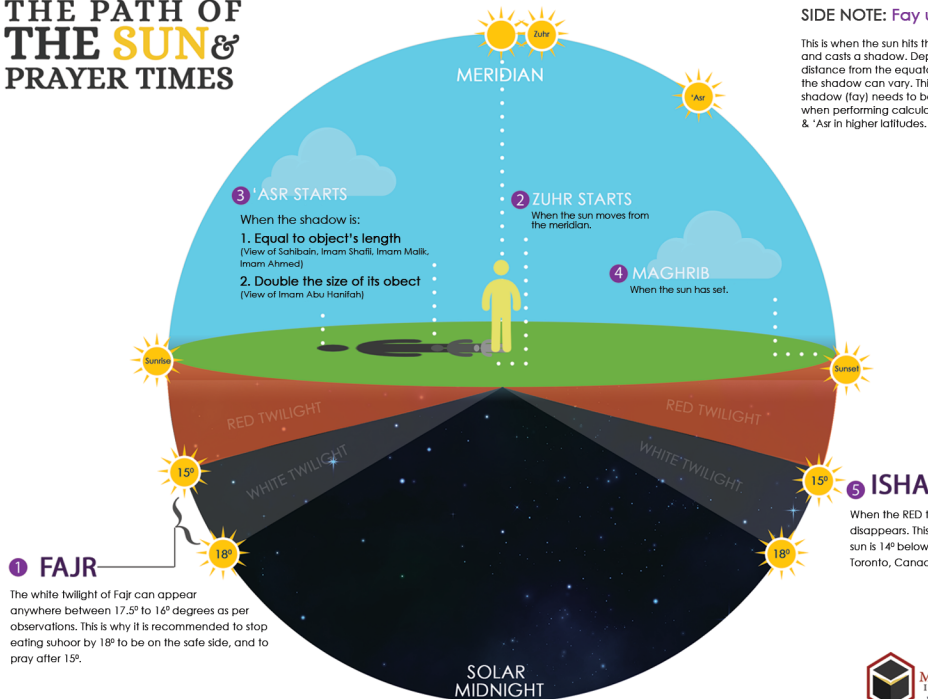 THE PATH OF
THE SUN &
PRAYER TIMES
Zuhr
MERIDIAN
'Asr
SIDE NOTE: Fay
This is when the sun hits
and casts a shadow.
distance from the
the shadow can vary.
shadow (fay) needs to
when performing
& 'Asr in higher latitudes.
3 'ASR STARTS
When the shadow is:
1. Equal to object's length
(View of Sahibain, Imam Shafii, Imam Malik,
Imam Ahmed)
2. Double the size of its obect
(View of Imam Abu Hanifah)
2 ZUHR STARTS
When the sun moves from
the meridian.
4 MAGHRIB
When the sun has set.
Sunrise
Sunset
RED TWILIGHT
RED TWILIGHT
WHITE TWILIGHT
WHITE TWILIGHT
15º
15º
18º
18º
5 ISHA
When the RED
disappears.
sun is 14º below
Toronto,
1 FAJR
The white twilight of Fajr can appear
anywhere between 17.5º to 16º degrees as per
observations. This is why it is recommended to stop
eating suhoor by 18º to be on the safe side, and to
pray after 15º.
SOLAR
MIDNIGHT